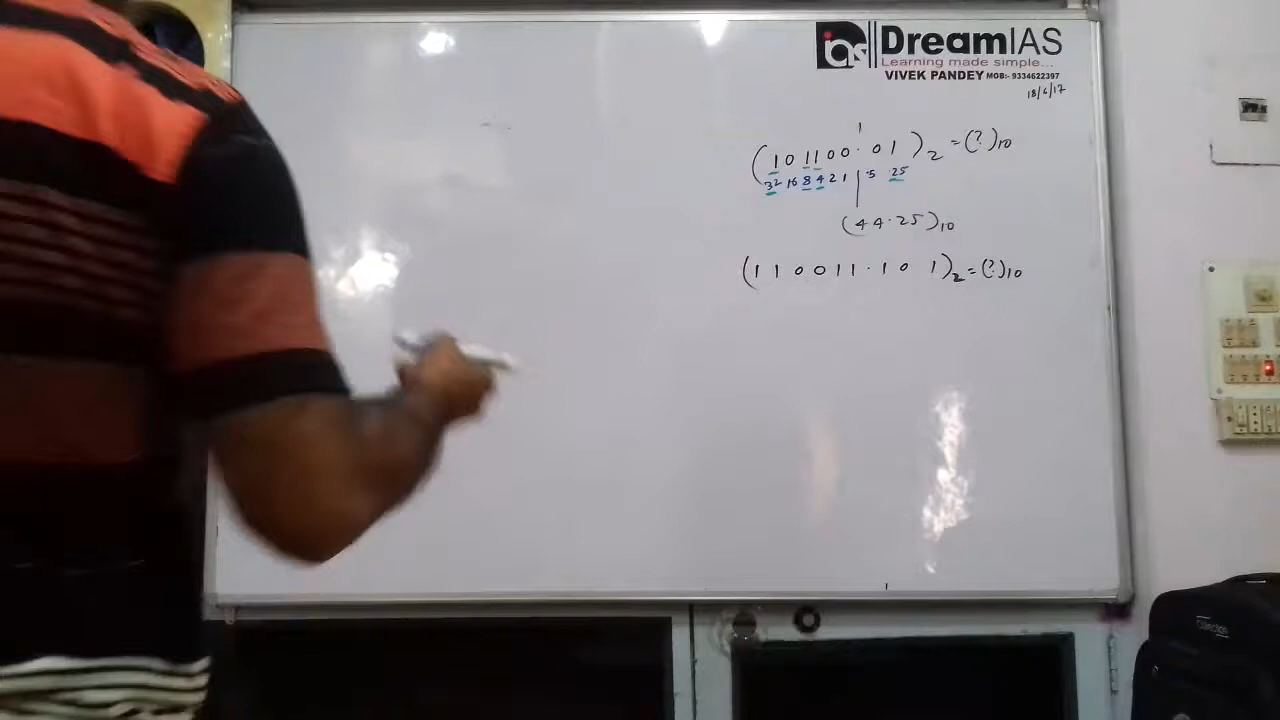 DreamIAS
Learning made simple...
VIVEK PANDEY MOB:- 9334622397
18/6/17
(101100.01)2 = (?)10
32 16 8 4 2 1 | .5 .25
(44.25)10
(110011.101)2 = (?)10